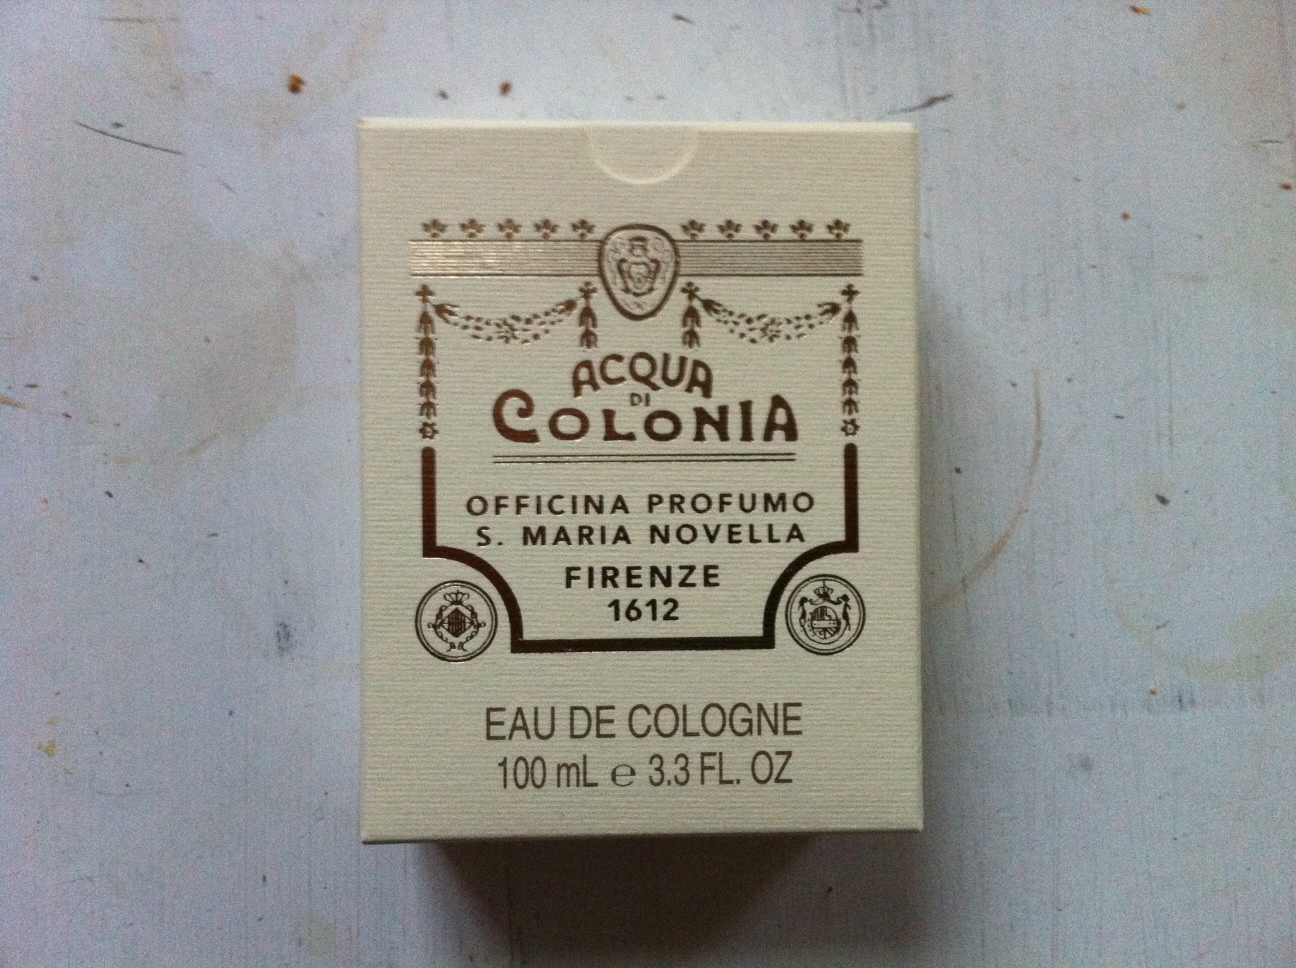 ACQUA
DI
COLONIA
OFFICINA PROFUMO
S. MARIA NOVELLA
FIRENZE
1612
EAU DE COLOGNE
100 mL ℮ 3.3 FL. OZ